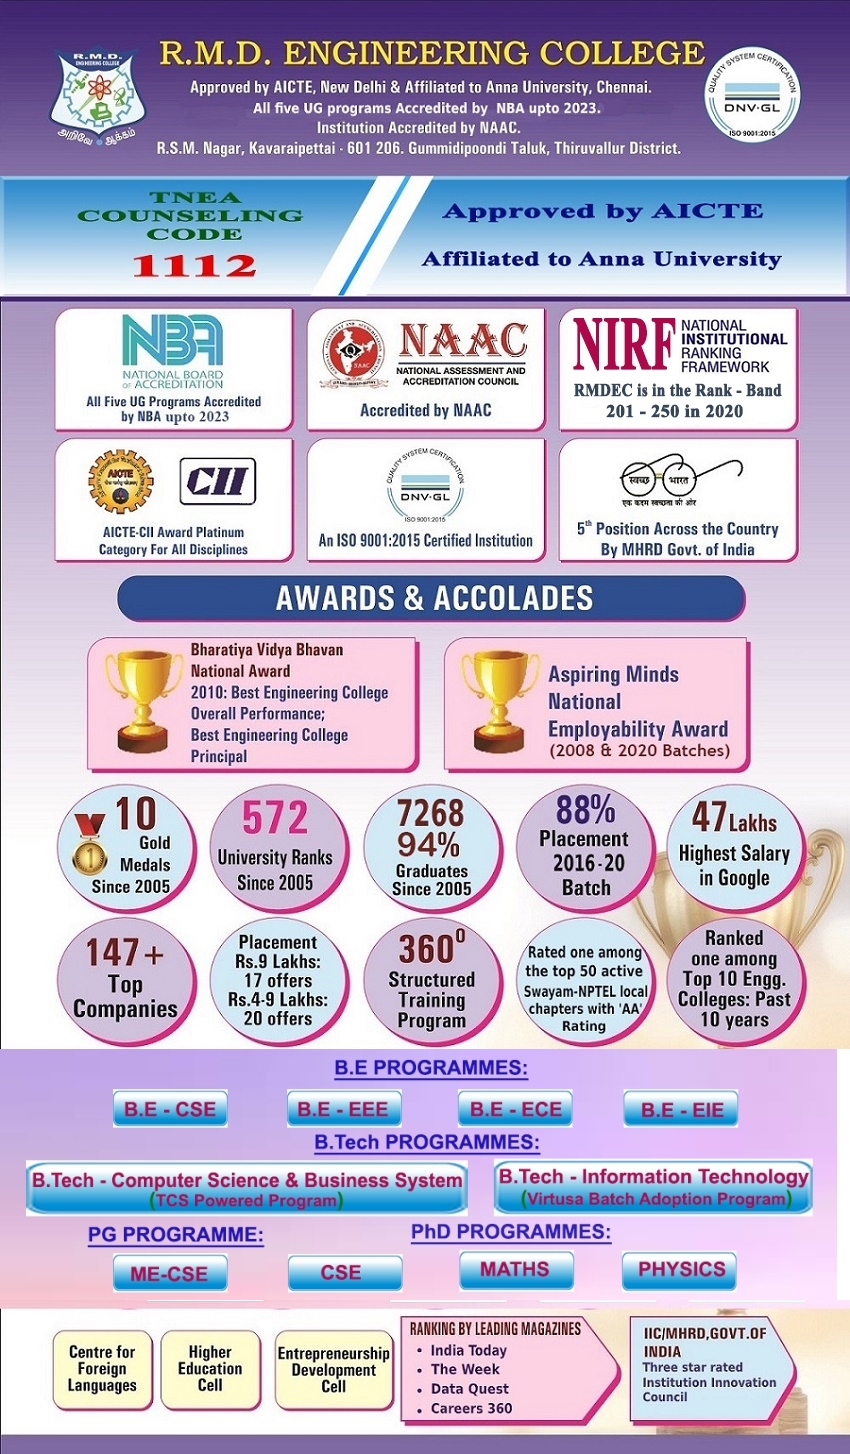 R.M.D.
ENGINEERING COLLEGE
அறிவே ஆக்கம்
R.M.D. ENGINEERING COLLEGE
Approved by AICTE, New Delhi & Affiliated to Anna University, Chennai.
All five UG programs Accredited by NBA upto 2023.
Institution Accredited by NAAC.
R.S.M. Nagar, Kavaraipettai - 601 206. Gummidipoondi Taluk, Thiruvallur District.
QUALITY SYSTEM CERTIFICATION
DNV·GL
ISO 9001:2015
TNEA
COUNSELING
CODE
1112
Approved by AICTE
Affiliated to Anna University
NBA
NATIONAL BOARD
OF ACCREDITATION
All Five UG Programs Accredited
by NBA upto 2023
NAAC
NAAC
NATIONAL ASSESSMENT AND
ACCREDITATION COUNCIL
Accredited by NAAC
NIRF
NATIONAL
INSTITUTIONAL
RANKING
FRAMEWORK
RMDEC is in the Rank - Band
201 - 250 in 2020
AICTE
CII
AICTE-CII Award Platinum
Category For All Disciplines
QUALITY SYSTEM CERTIFICATION
DNV·GL
ISO 9001:2015
An ISO 9001:2015 Certified Institution
स्वच्छ भारत
एक कदम स्वच्छता की ओर
5th Position Across the Country
By MHRD Govt. of India
AWARDS & ACCOLADES
Bharatiya Vidya Bhavan
National Award
2010: Best Engineering College
Overall Performance;
Best Engineering College
Principal
Aspiring Minds
National
Employability Award
(2008 & 2020 Batches)
10
Gold
Medals
Since 2005
1
572
University Ranks
Since 2005
7268
94%
Graduates
Since 2005
88%
Placement
2016-20
Batch
47 Lakhs
Highest Salary
in Google
147+
Top
Companies
Placement
Rs.9 Lakhs:
17 offers
Rs.4-9 Lakhs:
20 offers
360⁰
Structured
Training
Program
Rated one among
the top 50 active
Swayam-NPTEL local
chapters with 'AA'
Rating
Ranked
one among
Top 10 Engg.
Colleges: Past
10 years
B.E PROGRAMMES:
B.E - CSE
B.E - EEE
B.E - ECE
B.E - EIE
B.Tech PROGRAMMES:
B.Tech - Computer Science & Business System
(TCS Powered Program)
B.Tech - Information Technology
(Virtusa Batch Adoption Program)
PG PROGRAMME:
PhD PROGRAMMES:
ME-CSE
CSE
MATHS
PHYSICS
Centre for
Foreign
Languages
Higher
Education
Cell
Entrepreneurship
Development
Cell
RANKING BY LEADING MAGAZINES
• India Today
• The Week
• Data Quest
• Careers 360
IIC/MHRD,GOVT.OF
INDIA
Three star rated
Institution Innovation
Council